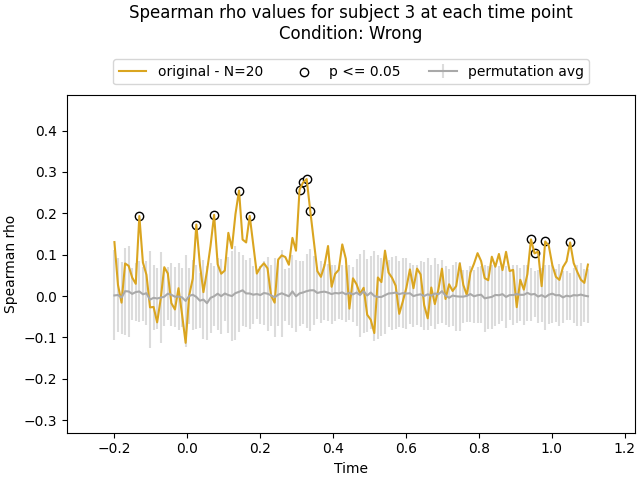 Spearman rho values for subject 3 at each time point
Condition: Wrong
original - N=20
p <= 0.05
permutation avg
Spearman rho
0.4
0.3
0.2
0.1
0.0
−0.1
−0.2
−0.3
−0.2
0.0
0.2
0.4
0.6
0.8
1.0
1.2
Time